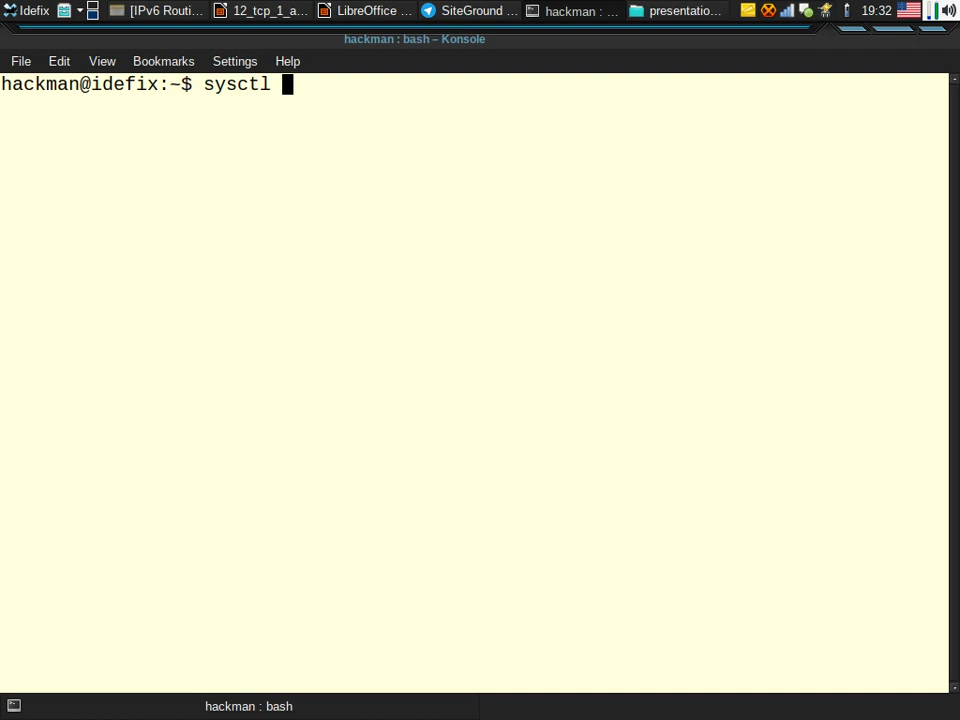 Idefix [IPv6 Routi... 12_tcp_1_a... LibreOffice ... SiteGround ... hackman : ... presentatio... 19:32
hackman : bash – Konsole
File Edit View Bookmarks Settings Help
hackman@idefix:~$ sysctl
hackman : bash